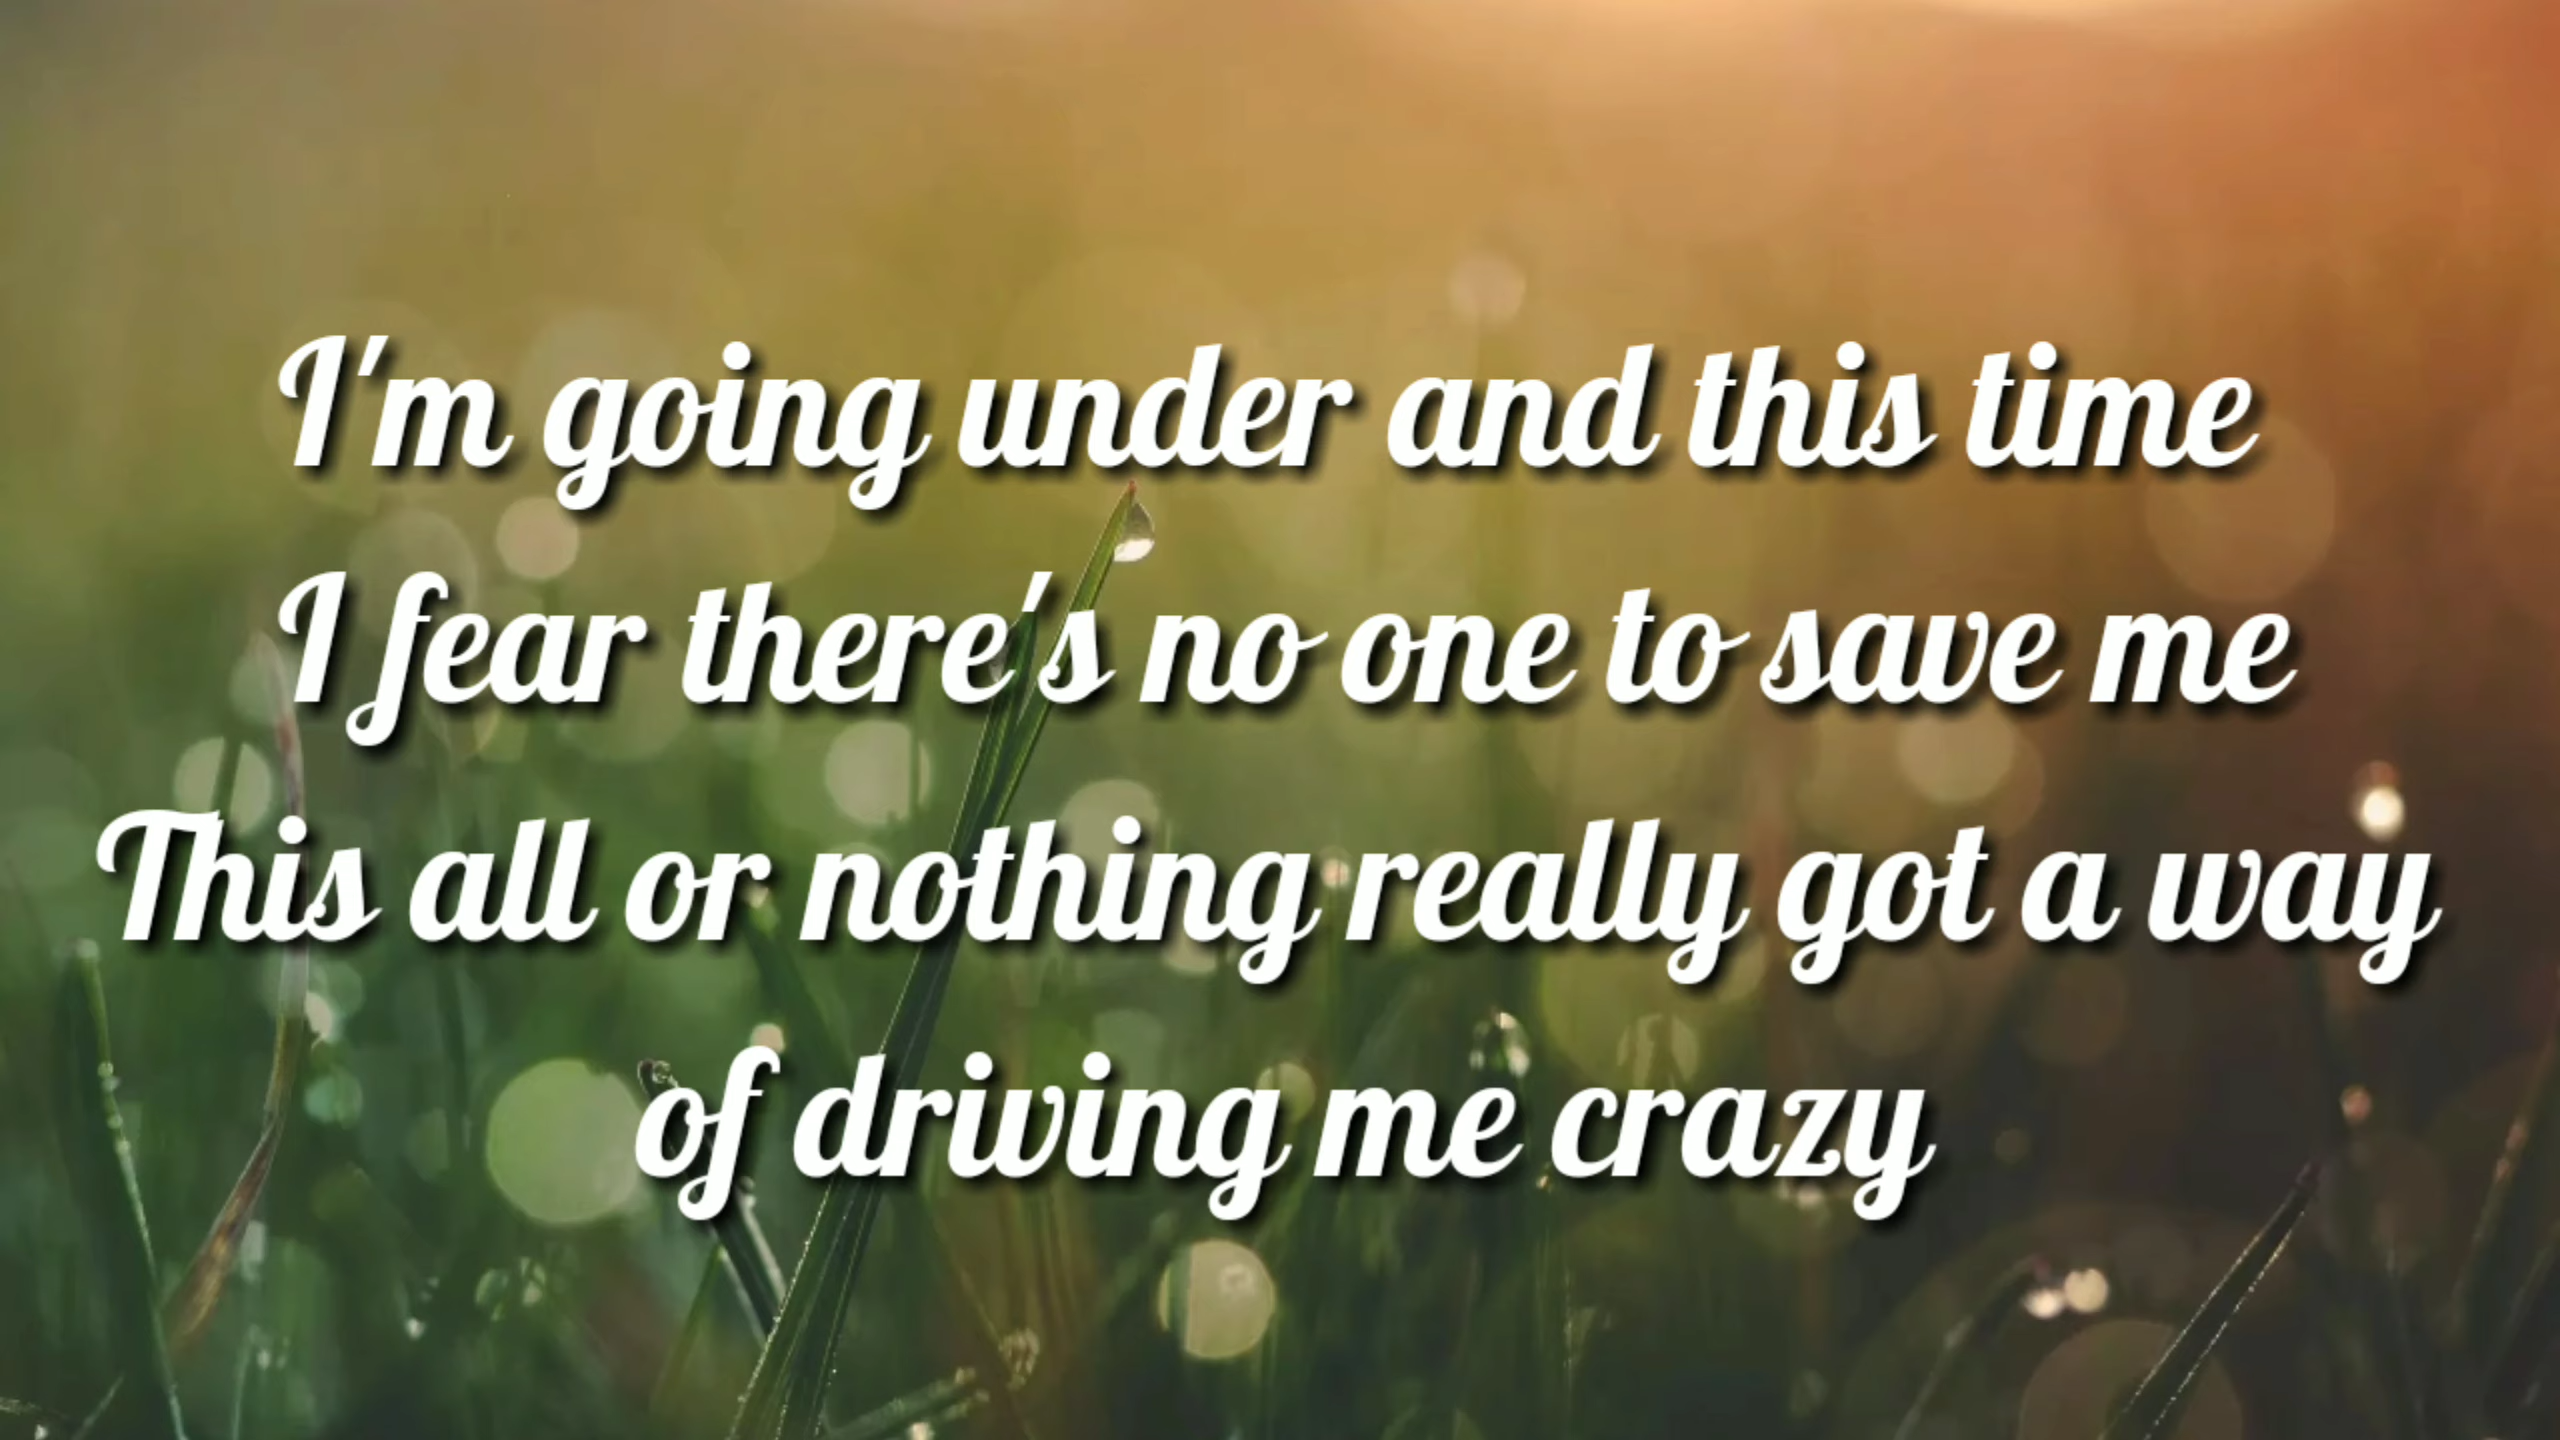 I'm going under and this time
I fear there's no one to save me
This all or nothing really got a way
of driving me crazy